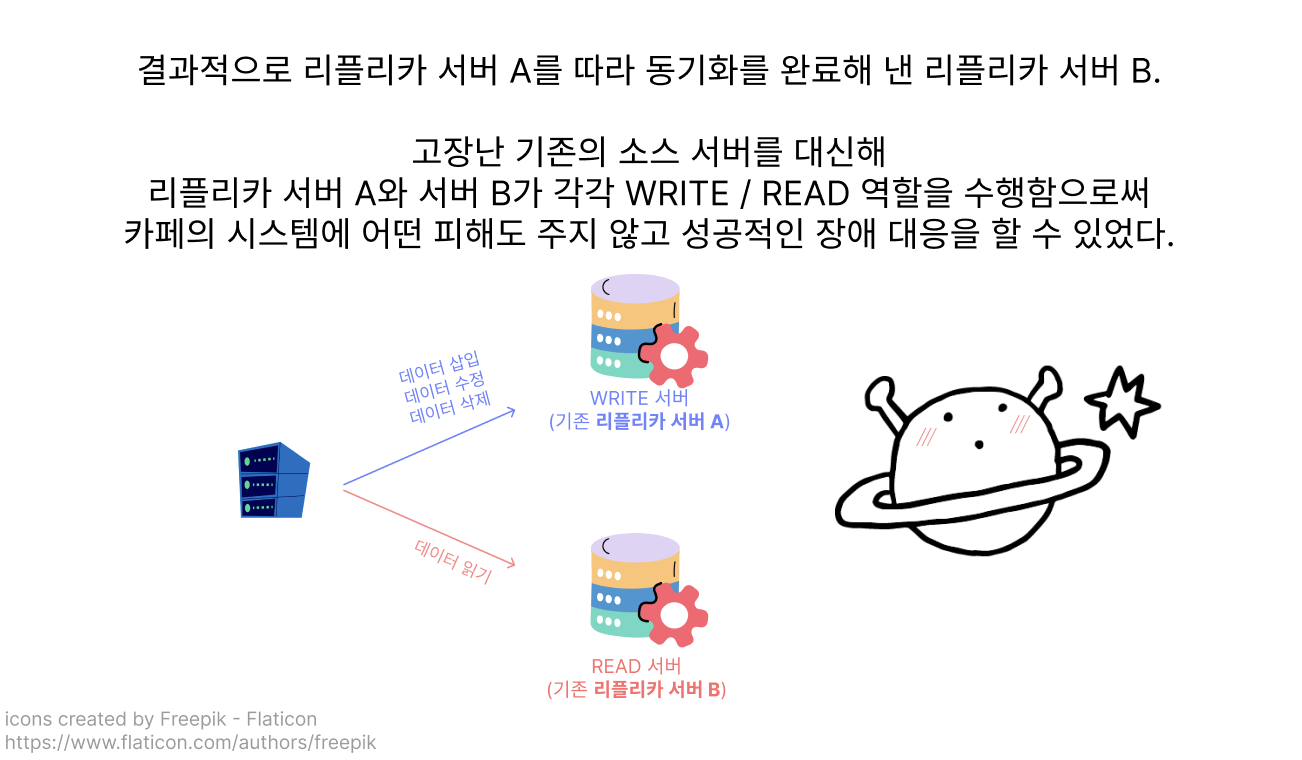 결과적으로 리플리카 서버 A를 따라 동기화를 완료해 낸 리플리카 서버 B.
고장난 기존의 소스 서버를 대신해
리플리카 서버 A와 서버 B가 각각 WRITE / READ 역할을 수행함으로써
카페의 시스템에 어떤 피해도 주지 않고 성공적인 장애 대응을 할 수 있었다.
데이터 삽입
데이터 수정
데이터 삭제
WRITE 서버
(기존 리플리카 서버 A)
데이터 읽기
READ 서버
(기존 리플리카 서버 B)
icons created by Freepik - Flaticon
https://www.flaticon.com/authors/freepik